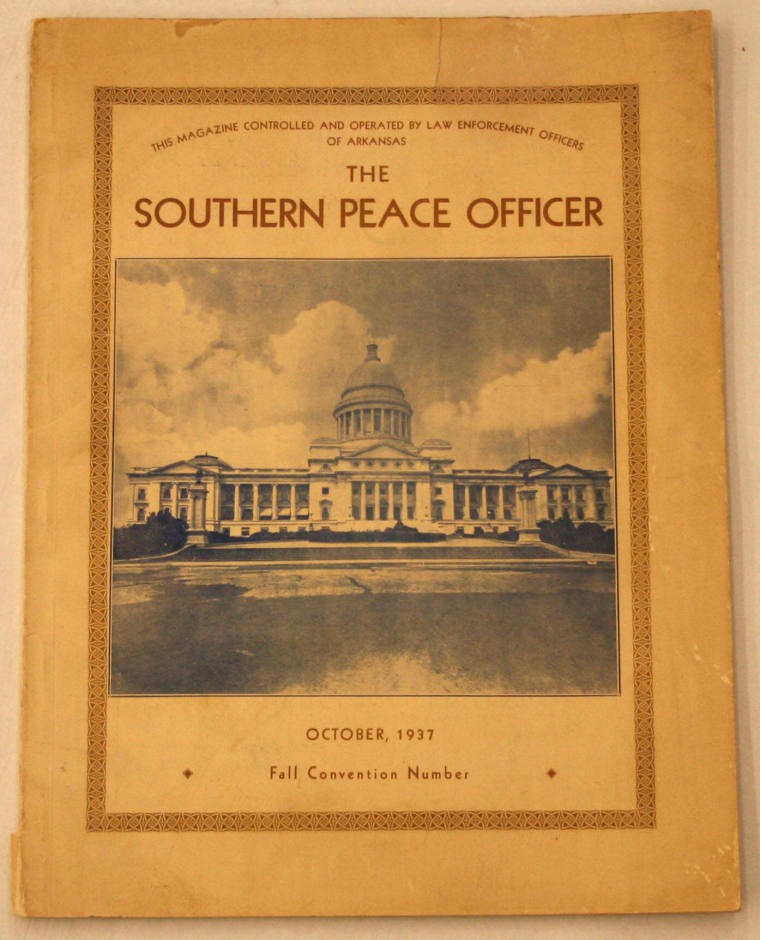 THIS MAGAZINE CONTROLLED AND OPERATED BY LAW ENFORCEMENT OFFICERS
OF ARKANSAS
THE
SOUTHERN PEACE OFFICER
OCTOBER, 1937
Fall Convention Number